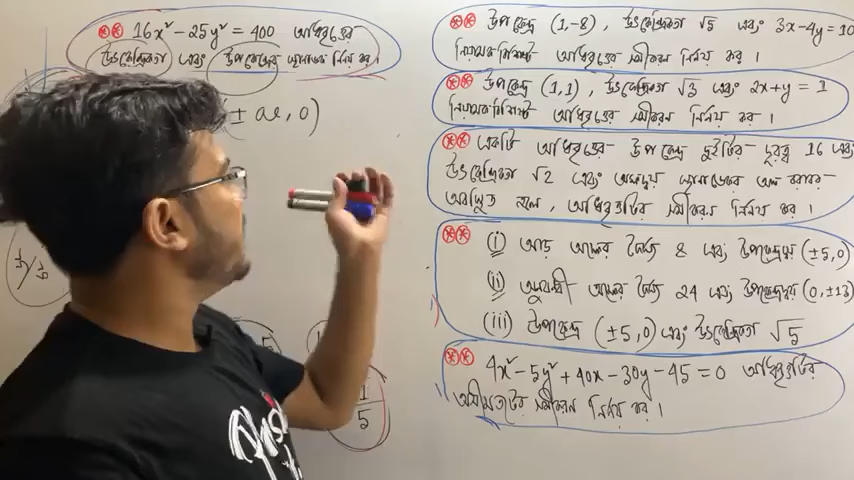 ** 16x² - 25y² = 400 অধিবৃত্তের
উৎকেন্দ্রিকতা এবং উপকেন্দ্রের স্থানাঙ্ক নির্ণয় কর।
(± ae, 0)
** উপকেন্দ্র (1,-8), উৎকেন্দ্রিকতা √5 এবং 3x-4y = 10
নিয়ামক বিশিষ্ট অধিবৃত্তের সমীকরণ নির্ণয় কর।
** উপকেন্দ্র (1,1), উৎকেন্দ্রিকতা √3 এবং 2x+y = 1
নিয়ামক বিশিষ্ট অধিবৃত্তের সমীকরণ নির্ণয় কর।
** একটি অধিবৃত্তের উপকেন্দ্র দুইটির দূরত্ব 16 এবং
উৎকেন্দ্রিকতা √2 এবং অক্ষদ্বয় স্থানাঙ্কের অক্ষ বরাবর
অবস্থিত হলে, অধিবৃত্তটির সমীকরণ নির্ণয় কর।
** (i) আড় অক্ষের দৈর্ঘ্য 8 এবং উপকেন্দ্রদ্বয় (±5,0)
(ii) অনুবন্ধী অক্ষের দৈর্ঘ্য 24 এবং উপকেন্দ্রদ্বয় (0,±13)
(iii) উপকেন্দ্র (±5,0) এবং উৎকেন্দ্রিকতা √5
** 4x² - 5y² + 40x - 30y - 45 = 0 অধিবৃত্তটির
অসীমতটের সমীকরণ নির্ণয় কর।